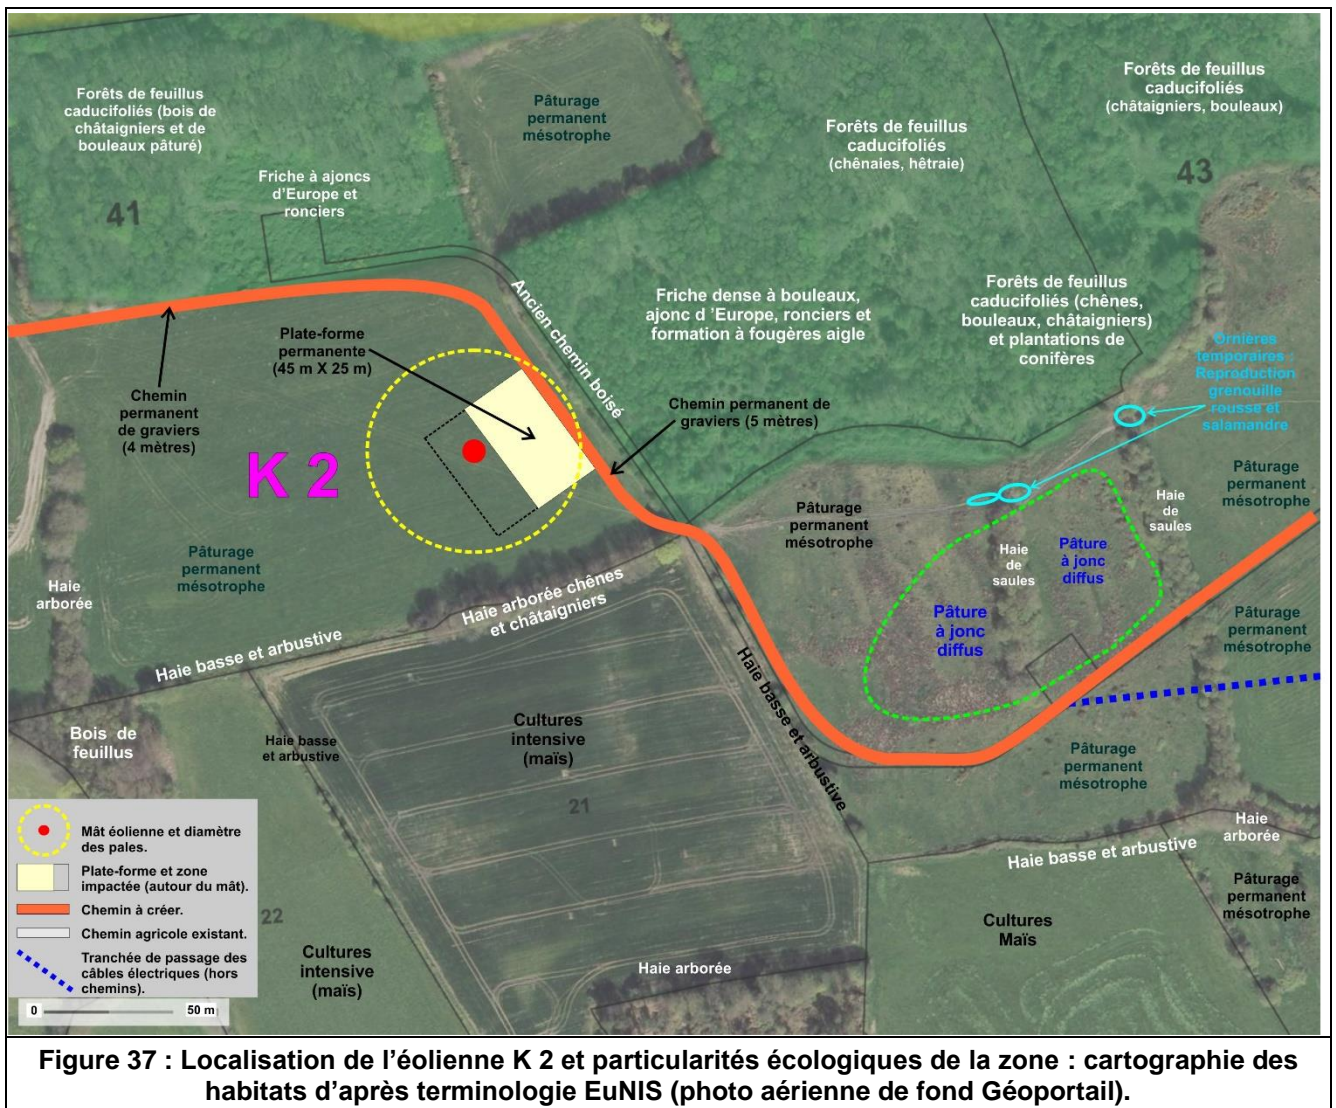 Forêts de feuillus
caducifoliés (bois de
châtaigniers et de
bouleaux pâturé)
Pâturage
permanent
mésotrophe
Forêts de feuillus
caducifoliés
(chênaies, hêtraie)
Forêts de feuillus
caducifoliés
(châtaigniers, bouleaux)
43
41
Friche à ajoncs
d'Europe et
ronciers
Ancien chemin boisé
Friche dense à bouleaux,
ajonc d 'Europe, ronciers et
formation à fougères aigle
Forêts de feuillus
caducifoliés (chênes,
bouleaux, châtaigniers)
et plantations de
conifères
Ornières
temporaires :
Reproduction
grenouille
rousse et
salamandre
Plate-forme
permanente
(45 m X 25 m)
Chemin
permanent
de graviers
(4 mètres)
Chemin permanent de
graviers (5 mètres)
K 2
Pâturage
permanent
mésotrophe
Haie
de
saules
Pâturage
permanent
mésotrophe
Pâturage
permanent
mésotrophe
Haie
arborée
Haie
de
saules
Pâture
à jonc
diffus
Pâture
à jonc
diffus
Pâturage
permanent
mésotrophe
Haie arborée chênes
et châtaigniers
Haie basse et arbustive
Haie basse et arbustive
Bois de
feuillus
Haie basse
et arbustive
Cultures
intensive
(maïs)
21
Pâturage
permanent
mésotrophe
Haie
arborée
Haie basse et arbustive
Pâturage
permanent
mésotrophe
Cultures
Maïs
22
Cultures
intensive
(maïs)
Haie arborée
Mât éolienne et diamètre
des pales.
Plate-forme et zone
impactée (autour du mât).
Chemin à créer.
Chemin agricole existant.
Tranchée de passage des
câbles électriques (hors
chemins).
0 50 m
Figure 37 : Localisation de l'éolienne K 2 et particularités écologiques de la zone : cartographie des
habitats d'après terminologie EuNIS (photo aérienne de fond Géoportail).